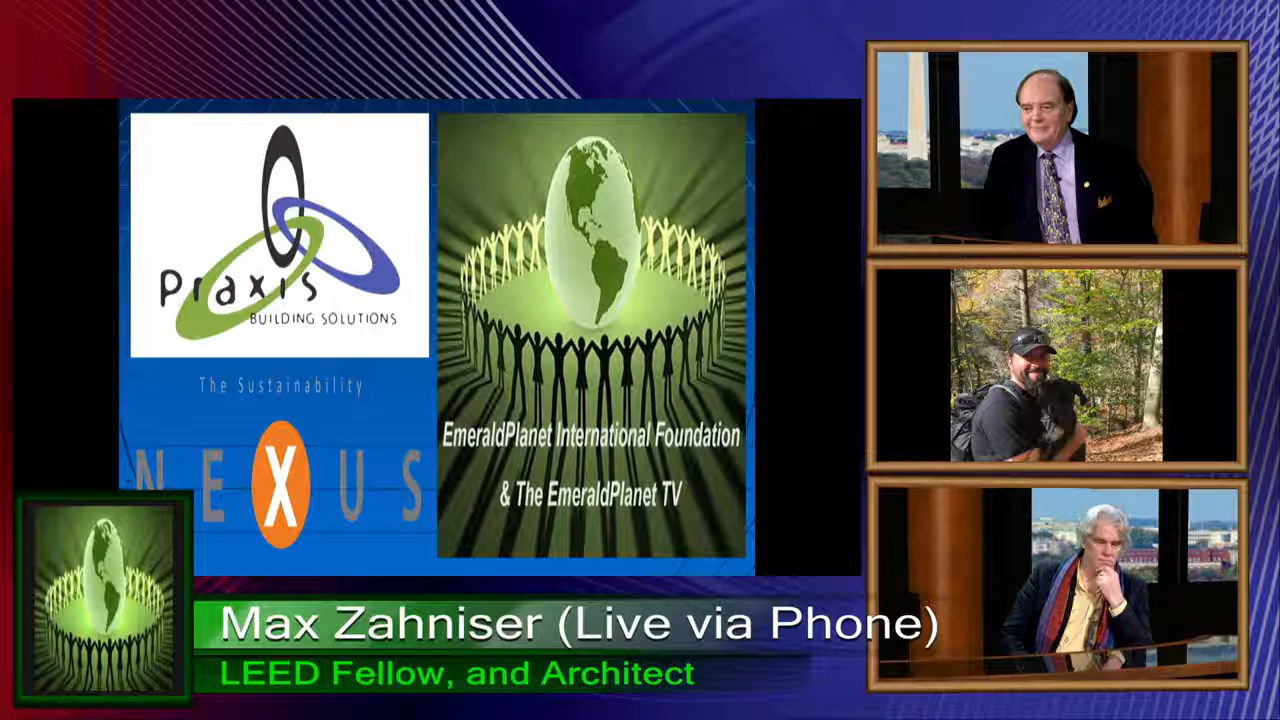 Praxis
BUILDING SOLUTIONS
The Sustainability
NEXUS
EmeraldPlanet International Foundation
& The EmeraldPlanet TV
Max Zahniser (Live via Phone)
LEED Fellow, and Architect